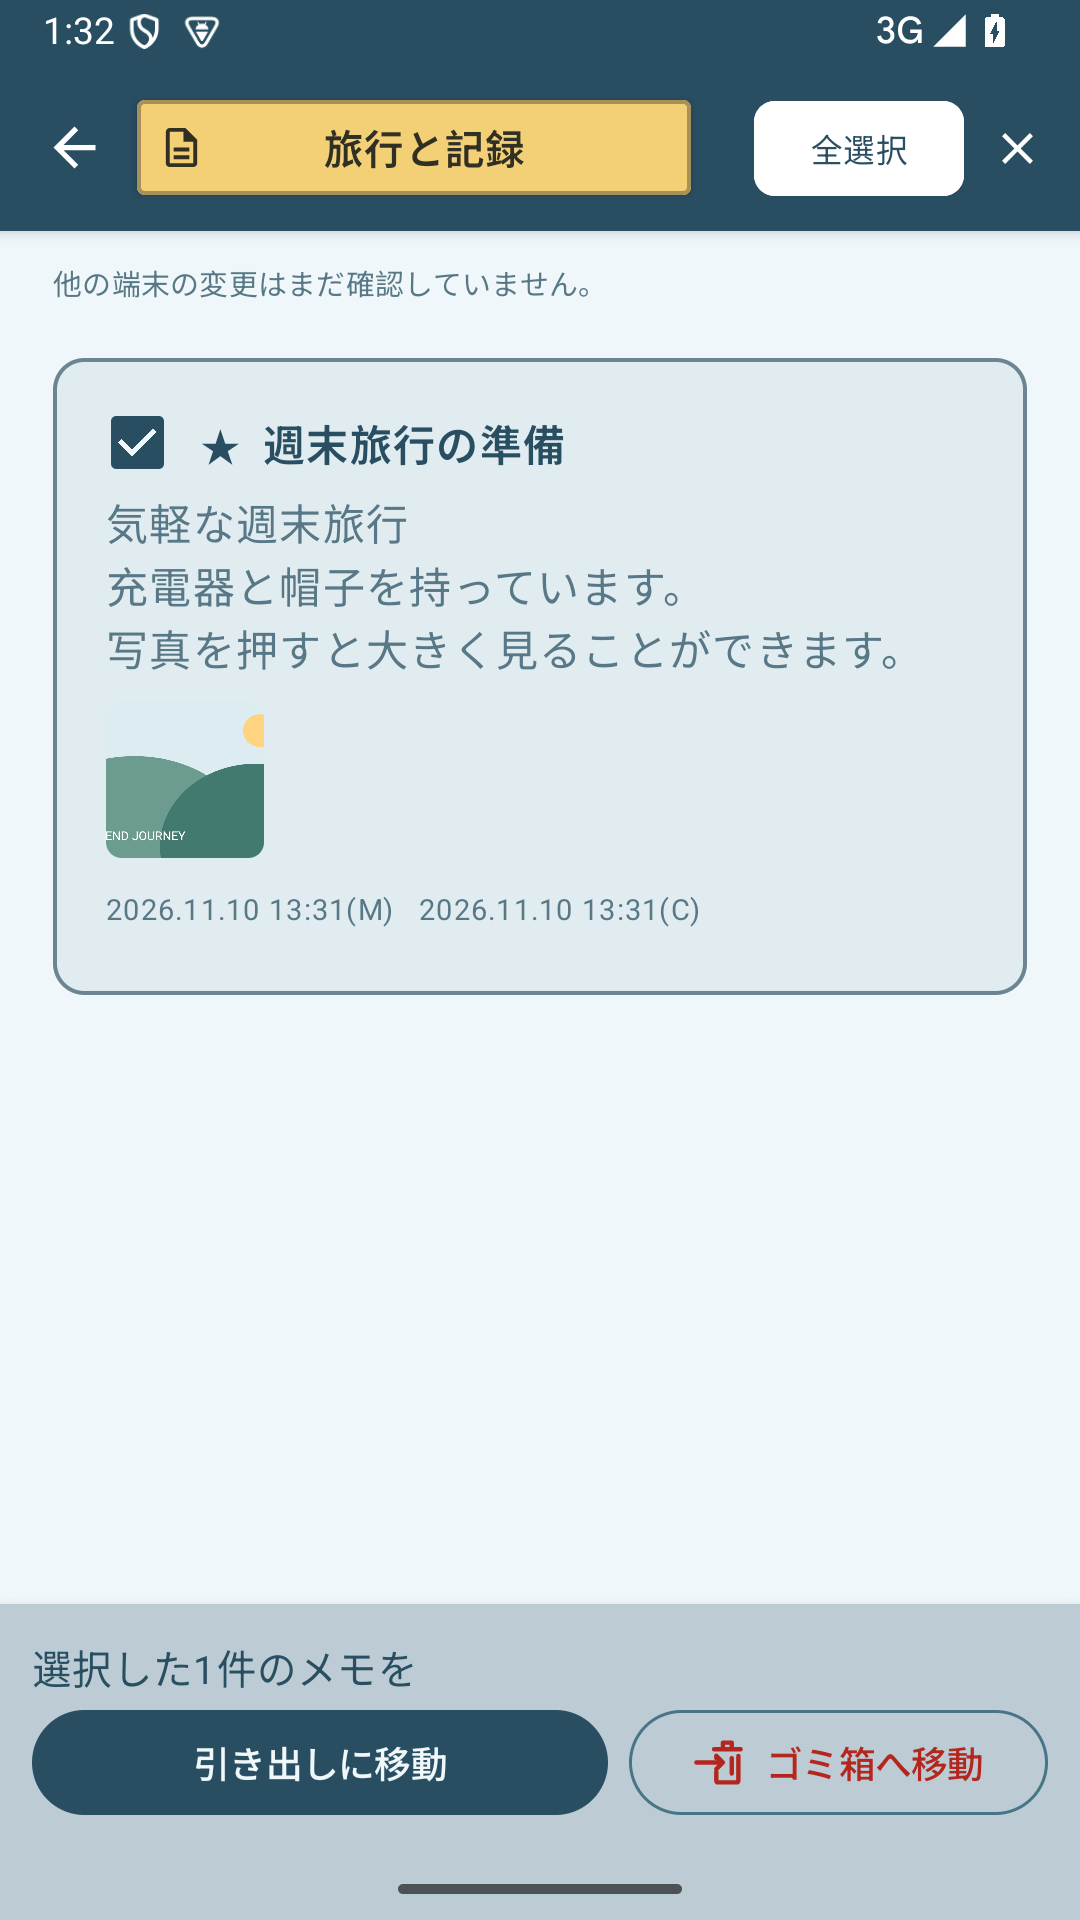 1:32
3G
旅行と記録
全選択
他の端末の変更はまだ確認していません。
★ 週末旅行の準備
気軽な週末旅行
充電器と帽子を持っています。
写真を押すと大きく見ることができます。
END JOURNEY
2026.11.10 13:31(M) 2026.11.10 13:31(C)
選択した1件のメモを
引き出しに移動
ゴミ箱へ移動